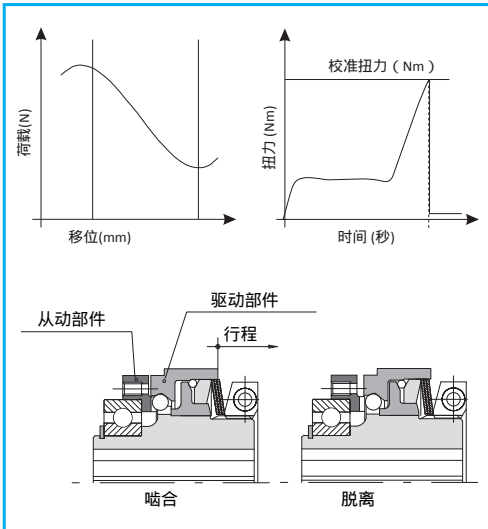 荷载(N)
移位(mm)
校准扭力（Nm）
扭力 (Nm)
时间 (秒)
驱动部件
从动部件
行程
啮合
脱离